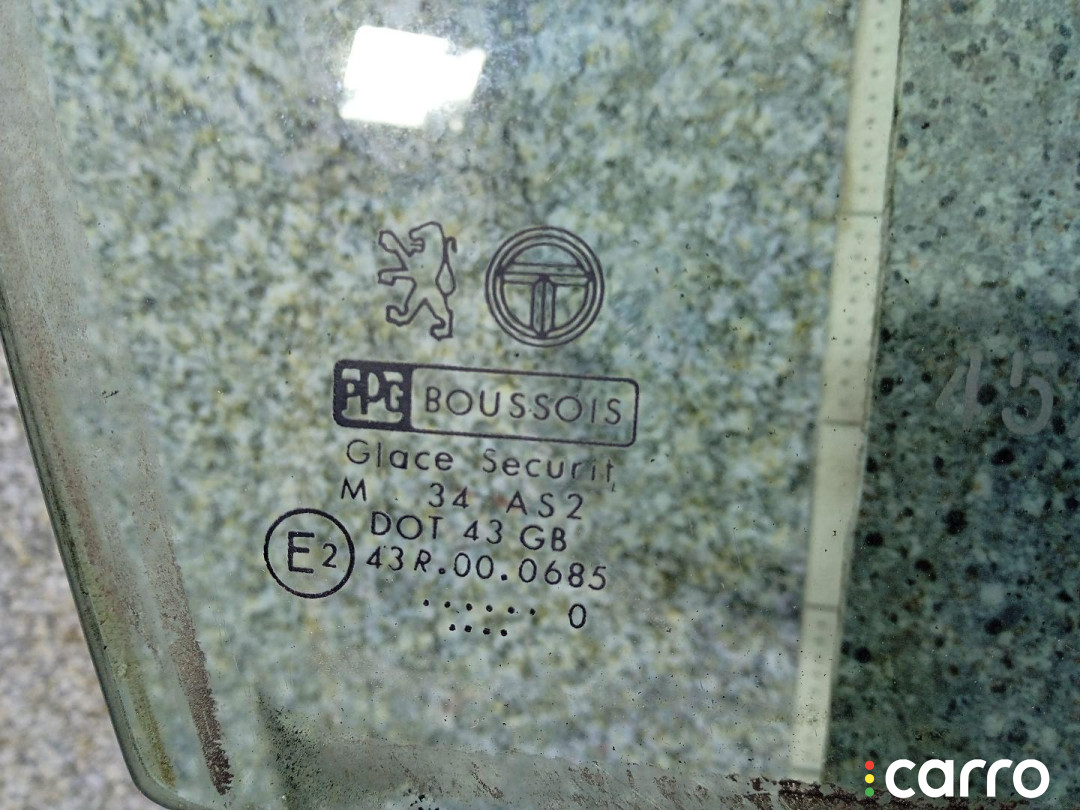 PPG BOUSSOIS
Glace Securit
M 34 AS2
DOT 43 GB
E2 43R.00.0685
. . . . . . 0
. . . .
45
carro